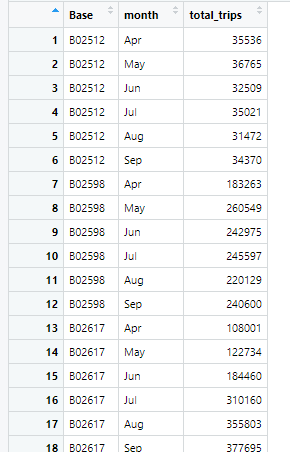 Base month total_trips
1 B02512 Apr 35536
2 B02512 May 36765
3 B02512 Jun 32509
4 B02512 Jul 35021
5 B02512 Aug 31472
6 B02512 Sep 34370
7 B02598 Apr 183263
8 B02598 May 260549
9 B02598 Jun 242975
10 B02598 Jul 245597
11 B02598 Aug 220129
12 B02598 Sep 240600
13 B02617 Apr 108001
14 B02617 May 122734
15 B02617 Jun 184460
16 B02617 Jul 310160
17 B02617 Aug 355803
18 B02617 Sep 377695